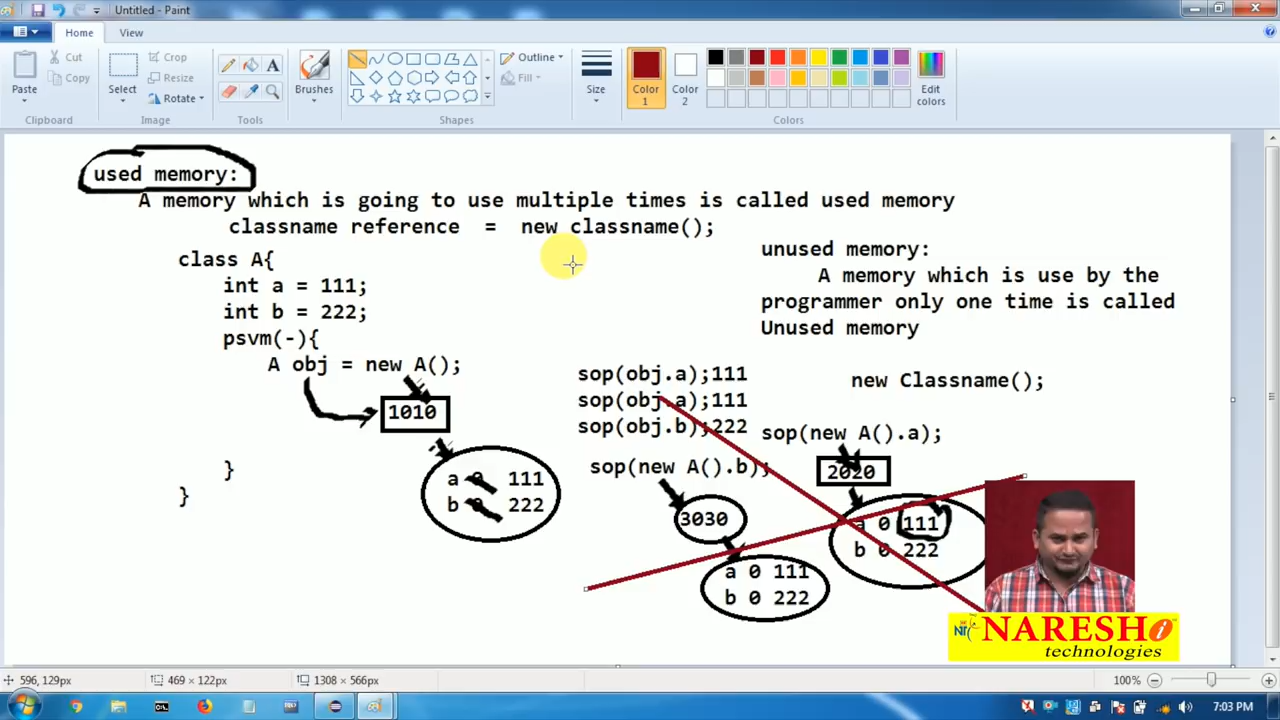 Untitled - Paint
Home View
Paste Cut Copy
Clipboard
Select Crop Resize Rotate
Image
Tools
Brushes
Outline Fill
Shapes
Size
Color 1 Color 2
Edit colors
Colors
used memory:
A memory which is going to use multiple times is called used memory
classname reference = new classname();
class A{
int a = 111;
int b = 222;
psvm(-){
A obj = new A();
1010
a 0 111
b 0 222
}
}
sop(obj.a);111
sop(obj.a);111
sop(obj.b);222
sop(new A().b);
3030
a 0 111
b 0 222
unused memory:
A memory which is use by the
programmer only one time is called
Unused memory
new Classname();
sop(new A().a);
2020
a 0 111
b 0 222
NARESH i
technologies
596, 129px 469 × 122px 1308 × 566px 100%
7:03 PM